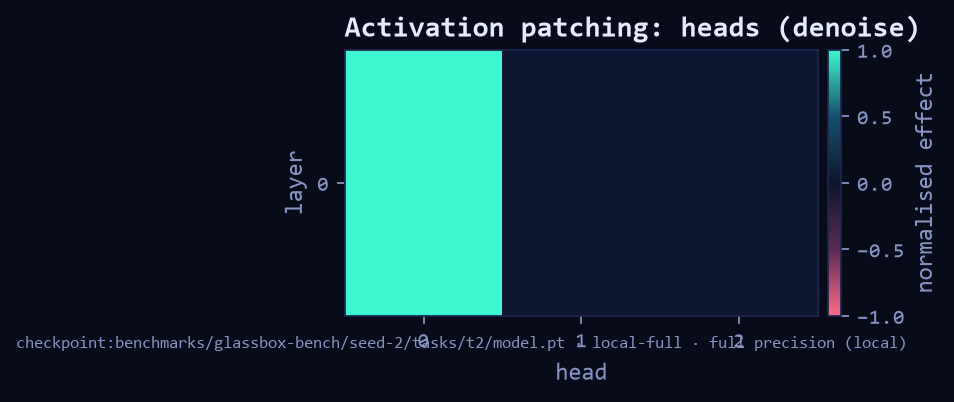 Activation patching: heads (denoise)
1.0
0.5
0.0
−0.5
−1.0
normalised effect
layer
0
0 1 2
checkpoint:benchmarks/glassbox-bench/seed-2/tasks/t2/model.pt · local-full · full precision (local)
head